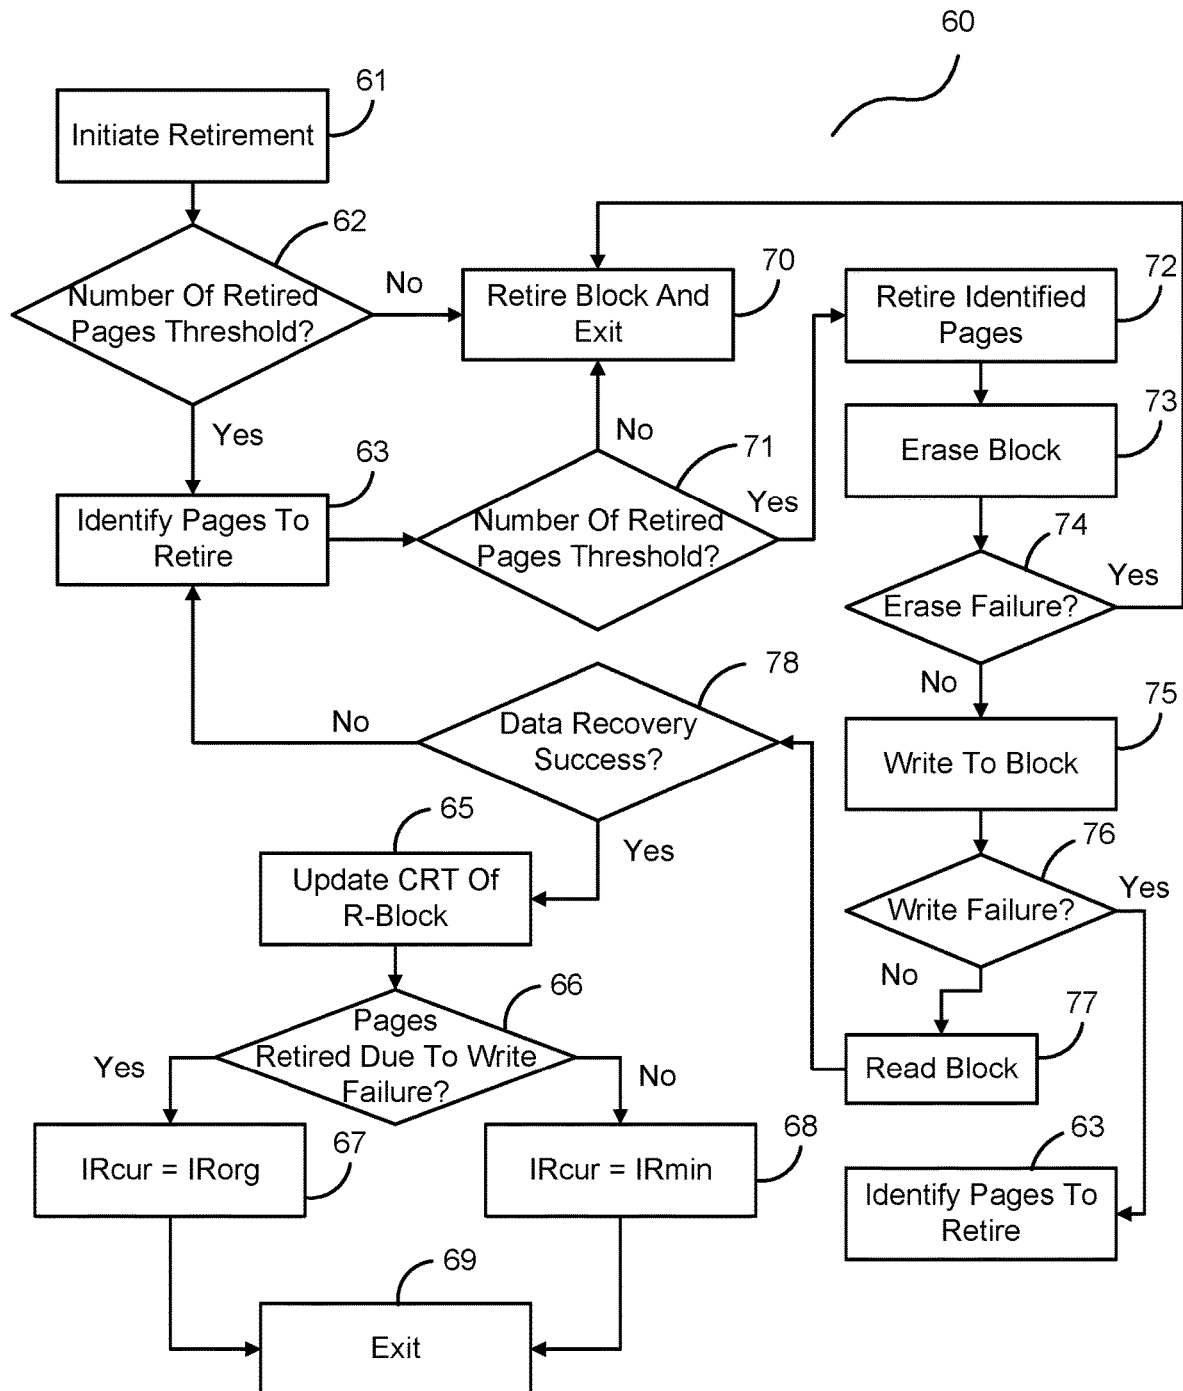 60
61
Initiate Retirement
62
Number Of Retired
Pages Threshold?
No
Yes
70
Retire Block And
Exit
72
Retire Identified
Pages
63
Identify Pages To
Retire
No
71
Number Of Retired
Pages Threshold?
Yes
73
Erase Block
74
Erase Failure?
Yes
No
78
Data Recovery
Success?
No
Yes
75
Write To Block
76
Write Failure?
Yes
No
65
Update CRT Of
R-Block
66
Pages
Retired Due To Write
Failure?
Yes
No
77
Read Block
67
IRcur = IRorg
68
IRcur = IRmin
63
Identify Pages To
Retire
69
Exit